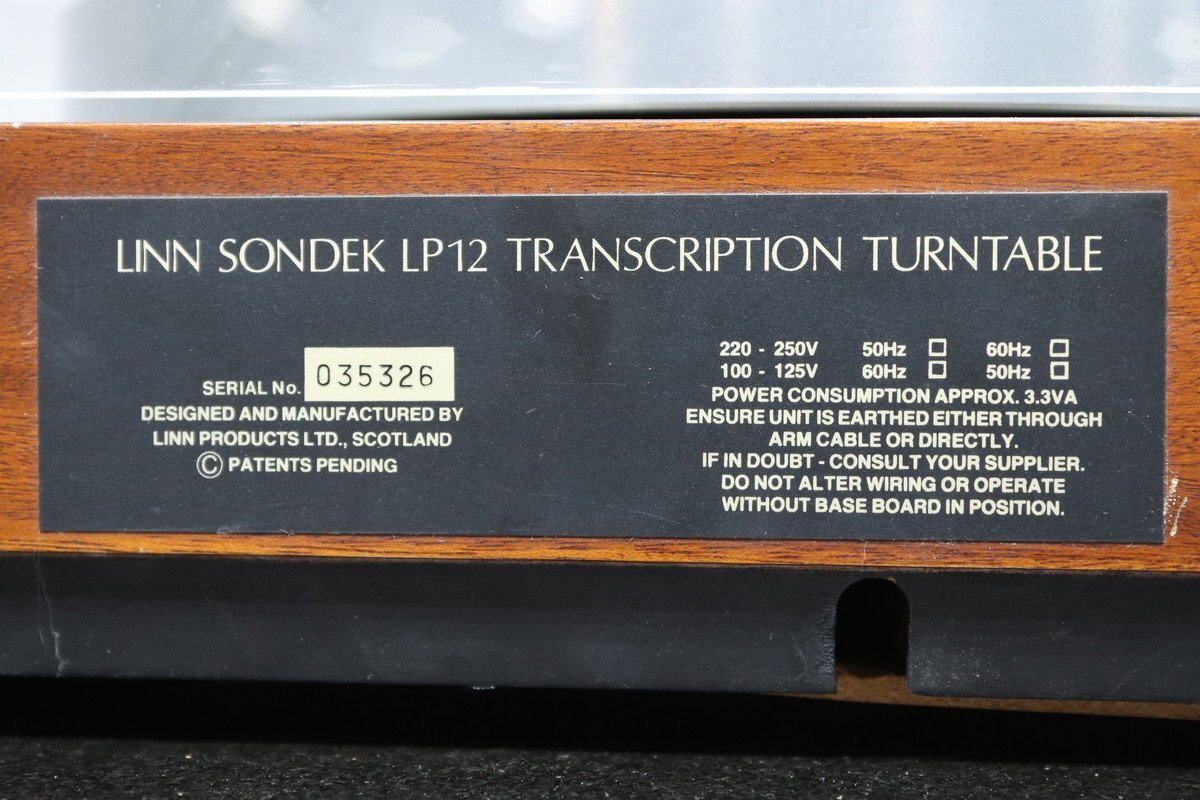 LINN SONDEK LP12 TRANSCRIPTION TURNTABLE
SERIAL No. 035326
DESIGNED AND MANUFACTURED BY
LINN PRODUCTS LTD., SCOTLAND
© PATENTS PENDING
220 - 250V 50Hz ☐ 60Hz ☐
100 - 125V 60Hz ☐ 50Hz ☐
POWER CONSUMPTION APPROX. 3.3VA
ENSURE UNIT IS EARTHED EITHER THROUGH
ARM CABLE OR DIRECTLY.
IF IN DOUBT - CONSULT YOUR SUPPLIER.
DO NOT ALTER WIRING OR OPERATE
WITHOUT BASE BOARD IN POSITION.